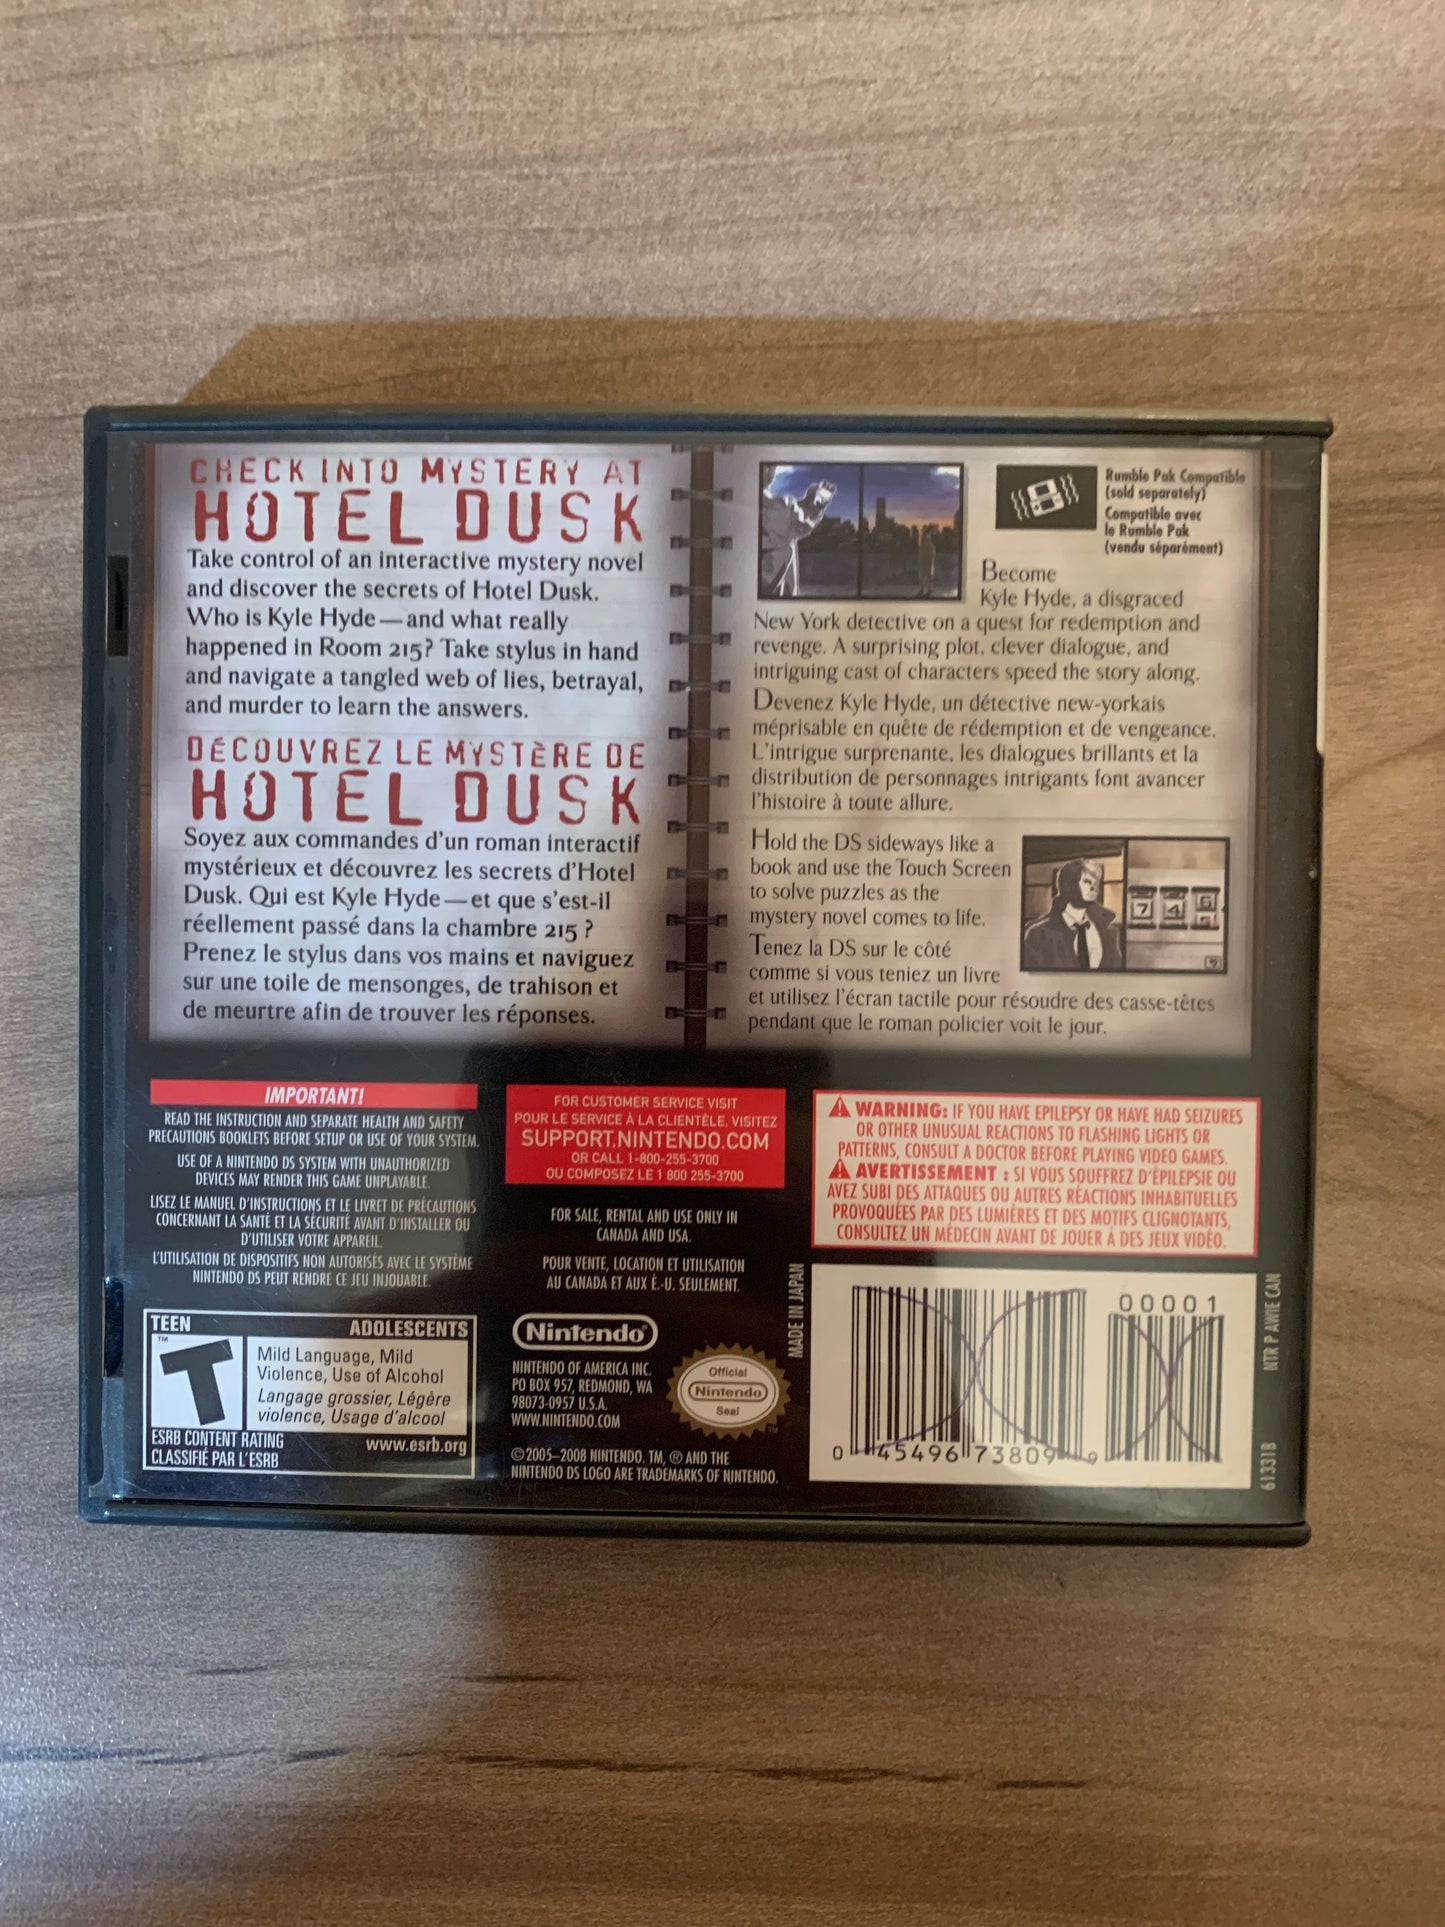 CHECK INTO MYSTERY AT
HOTEL DUSK
Take control of an interactive mystery novel
and discover the secrets of Hotel Dusk.
Who is Kyle Hyde—and what really
happened in Room 215? Take stylus in hand
and navigate a tangled web of lies, betrayal,
and murder to learn the answers.
DÉCOUVREZ LE MYSTÈRE DE
HOTEL DUSK
Soyez aux commandes d'un roman interactif
mystérieux et découvrez les secrets d'Hotel
Dusk. Qui est Kyle Hyde—et que s'est-il
réellement passé dans la chambre 215 ?
Prenez le stylus dans vos mains et naviguez
sur une toile de mensonges, de trahison et
de meurtre afin de trouver les réponses.
Rumble Pak Compatible
(sold separately)
Compatible avec
le Rumble Pak
(vendu séparément)
Become
Kyle Hyde, a disgraced
New York detective on a quest for redemption and
revenge. A surprising plot, clever dialogue, and
intriguing cast of characters speed the story along.
Devenez Kyle Hyde, un détective new-yorkais
méprisable en quête de rédemption et de vengeance.
L'intrigue surprenante, les dialogues brillants et la
distribution de personnages intrigants font avancer
l'histoire à toute allure.
Hold the DS sideways like a
book and use the Touch Screen
to solve puzzles as the
mystery novel comes to life.
Tenez la DS sur le côté
comme si vous teniez un livre
et utilisez l'écran tactile pour résoudre des casse-têtes
pendant que le roman policier voit le jour.
7 4 6
IMPORTANT!
READ THE INSTRUCTION AND SEPARATE HEALTH AND SAFETY
PRECAUTIONS BOOKLETS BEFORE SETUP OR USE OF YOUR SYSTEM.
USE OF A NINTENDO DS SYSTEM WITH UNAUTHORIZED
DEVICES MAY RENDER THIS GAME UNPLAYABLE.
LISEZ LE MANUEL D'INSTRUCTIONS ET LE LIVRET DE PRÉCAUTIONS
CONCERNANT LA SANTÉ ET LA SÉCURITÉ AVANT D'INSTALLER OU
D'UTILISER VOTRE APPAREIL.
L'UTILISATION DE DISPOSITIFS NON AUTORISÉS AVEC LE SYSTÈME
NINTENDO DS PEUT RENDRE CE JEU INJOUABLE.
TEEN ADOLESCENTS
T
TM
Mild Language, Mild
Violence, Use of Alcohol
Langage grossier, Légère
violence, Usage d'alcool
ESRB CONTENT RATING www.esrb.org
CLASSIFIÉ PAR L'ESRB
FOR CUSTOMER SERVICE VISIT
POUR LE SERVICE À LA CLIENTÈLE, VISITEZ
SUPPORT.NINTENDO.COM
OR CALL 1-800-255-3700
OU COMPOSEZ LE 1 800 255-3700
FOR SALE, RENTAL AND USE ONLY IN
CANADA AND USA.
POUR VENTE, LOCATION ET UTILISATION
AU CANADA ET AUX É.-U. SEULEMENT.
Nintendo®
NINTENDO OF AMERICA INC.
PO BOX 957, REDMOND, WA
98073-0957 U.S.A.
WWW.NINTENDO.COM
Official
Nintendo
Seal
TM
©2005–2008 NINTENDO. TM, ® AND THE
NINTENDO DS LOGO ARE TRADEMARKS OF NINTENDO.
WARNING: IF YOU HAVE EPILEPSY OR HAVE HAD SEIZURES
OR OTHER UNUSUAL REACTIONS TO FLASHING LIGHTS OR
PATTERNS, CONSULT A DOCTOR BEFORE PLAYING VIDEO GAMES.
AVERTISSEMENT : SI VOUS SOUFFREZ D'ÉPILEPSIE OU
AVEZ SUBI DES ATTAQUES OU AUTRES RÉACTIONS INHABITUELLES
PROVOQUÉES PAR DES LUMIÈRES ET DES MOTIFS CLIGNOTANTS,
CONSULTEZ UN MÉDECIN AVANT DE JOUER À DES JEUX VIDÉO.
MADE IN JAPAN
00001
0 45496 73809 9
NTR P AWIE CAN
61331B